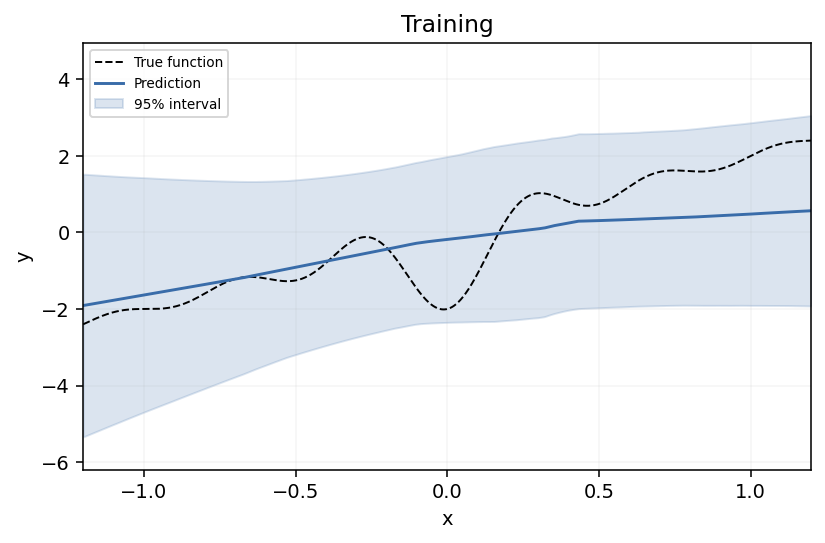 Training
True function
Prediction
95% interval
y
4
2
0
−2
−4
−6
−1.0 −0.5 0.0 0.5 1.0
x